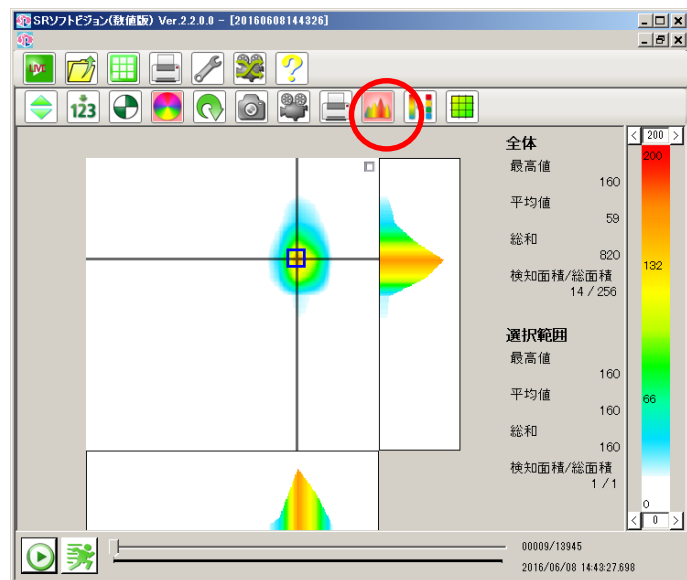 SRソフトビジョン(数値版) Ver.2.2.0.0 - [20160608144326]
LIVE
123
全体
最高値
160
平均値
59
総和
820
検知面積/総面積
14 / 256
選択範囲
最高値
160
平均値
160
総和
160
検知面積/総面積
1 / 1
< 200 >
200
132
66
0
< 0 >
00009/13945
2016/06/08 14:43:27.698